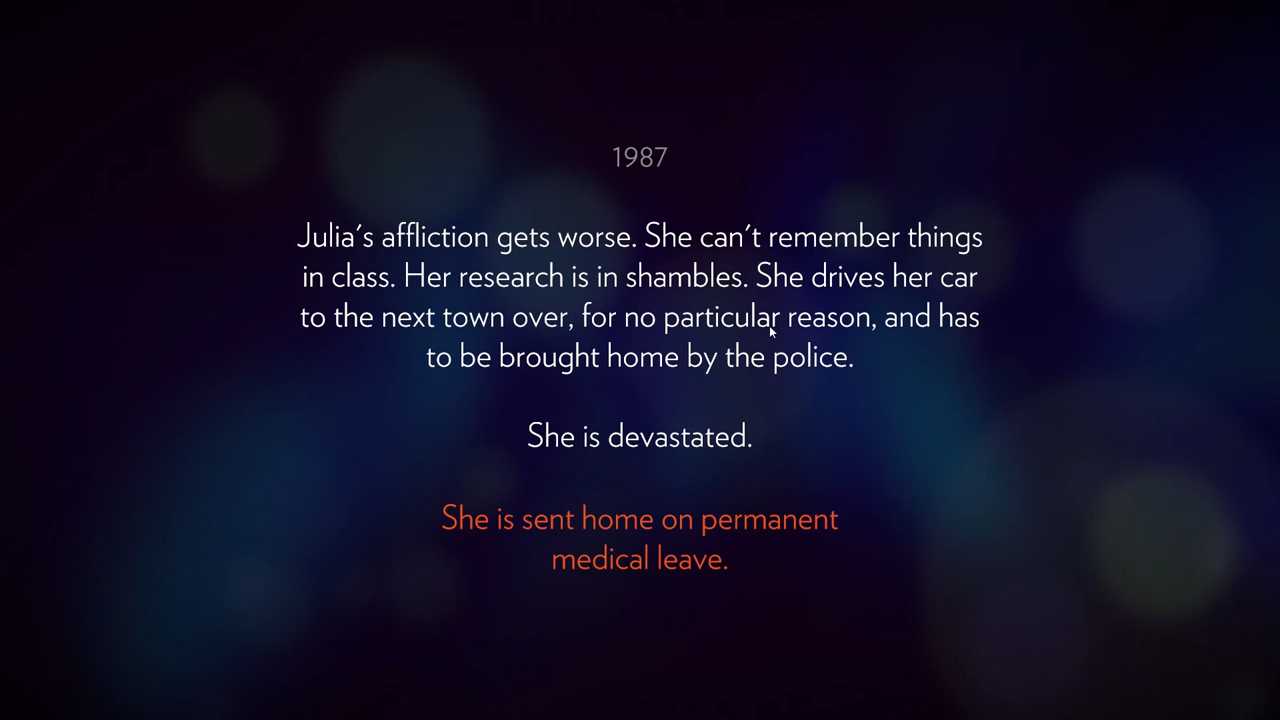 1987
Julia's affliction gets worse. She can't remember things
in class. Her research is in shambles. She drives her car
to the next town over, for no particular reason, and has
to be brought home by the police.
She is devastated.
She is sent home on permanent
medical leave.